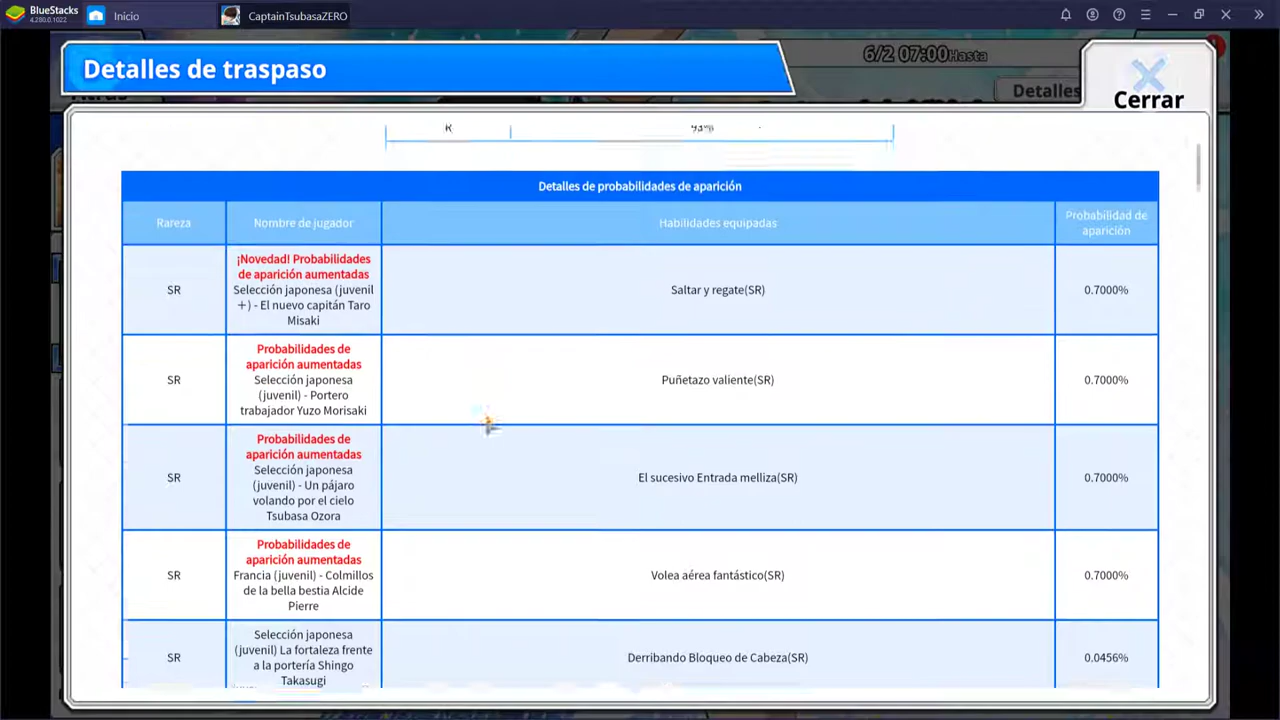 BlueStacks
4.280.0.1022
Inicio
CaptainTsubasaZERO
6/2 07:00Hasta
Detalles de traspaso
Detalles
Cerrar
R
93%
Detalles de probabilidades de aparición
Rareza
Nombre de jugador
Habilidades equipadas
Probabilidad de
aparición
SR
¡Novedad! Probabilidades
de aparición aumentadas
Selección japonesa (juvenil
+) - El nuevo capitán Taro
Misaki
Saltar y regate(SR)
0.7000%
SR
Probabilidades de
aparición aumentadas
Selección japonesa
(juvenil) - Portero
trabajador Yuzo Morisaki
Puñetazo valiente(SR)
0.7000%
SR
Probabilidades de
aparición aumentadas
Selección japonesa
(juvenil) - Un pájaro
volando por el cielo
Tsubasa Ozora
El sucesivo Entrada melliza(SR)
0.7000%
SR
Probabilidades de
aparición aumentadas
Francia (juvenil) - Colmillos
de la bella bestia Alcide
Pierre
Volea aérea fantástico(SR)
0.7000%
SR
Selección japonesa
(juvenil) La fortaleza frente
a la portería Shingo
Takasugi
Derribando Bloqueo de Cabeza(SR)
0.0456%